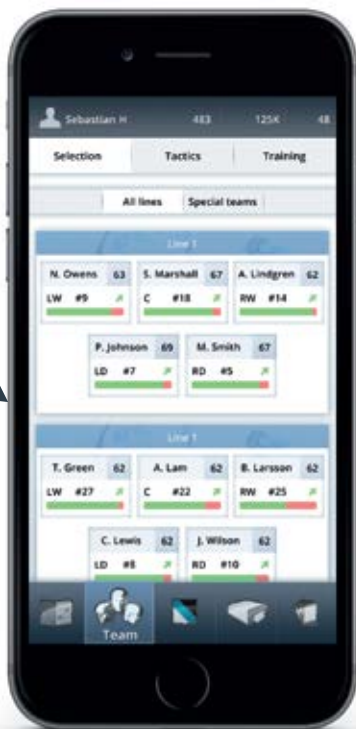 Sebastian H 483 125K 48
Selection Tactics Training
All lines Special teams
Line 1
N. Owens 63 S. Marshall 67 A. Lindgren 62
LW #9 C #18 RW #14
P. Johnson 69 M. Smith 67
LD #7 RD #5
Line 1
T. Green 62 A. Lam 62 B. Larsson 62
LW #27 C #22 RW #25
C. Lewis 62 J. Wilson 62
LD #8 RD #10
Team